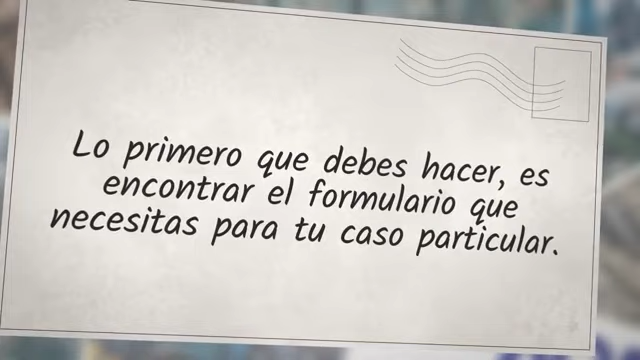 Lo primero que debes hacer, es
encontrar el formulario que
necesitas para tu caso particular.